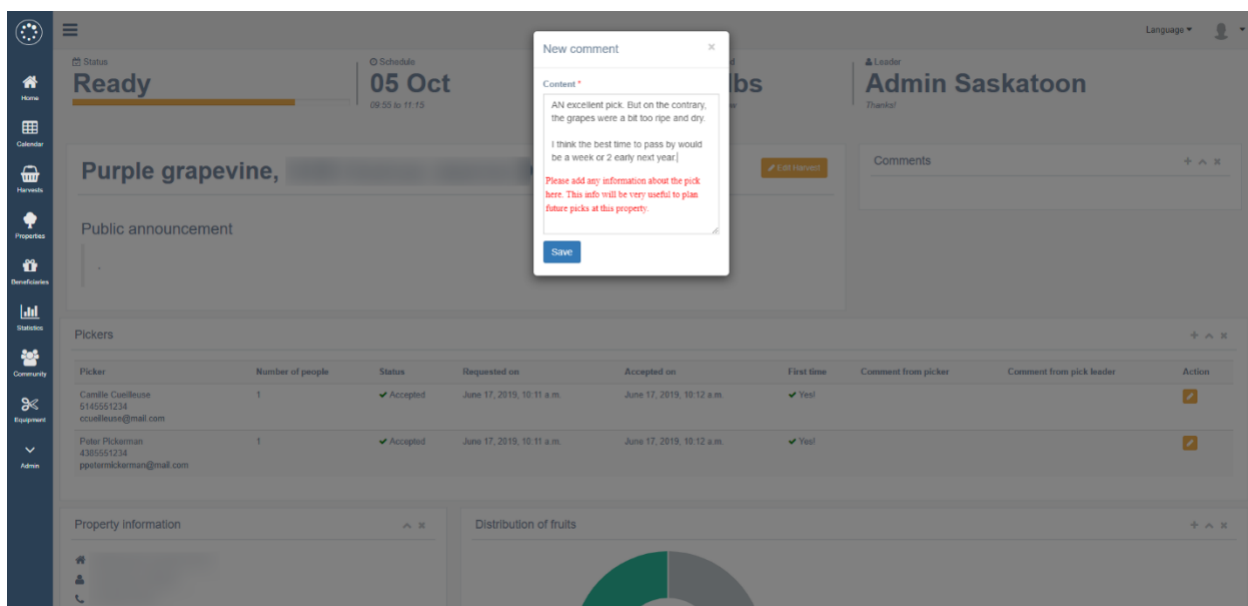 Language
Home
Calendar
Harvests
Properties
Beneficiaries
Statistics
Community
Equipment
Admin
Status
Ready
Schedule
05 Oct
09:55 to 11:15
lbs
Leader
Admin Saskatoon
Thanks!
New comment
×
Content *
AN excellent pick. But on the contrary,
the grapes were a bit too ripe and dry.
I think the best time to pass by would
be a week or 2 early next year.
Please add any information about the pick
here. This info will be very useful to plan
future picks at this property.
Save
Purple grapevine,
Edit Harvest
Public announcement
.
Comments
Pickers
Picker Number of people Status Requested on Accepted on First time Comment from picker Comment from pick leader Action
Camille Cueilleuse 1 Accepted June 17, 2019, 10:11 a.m. June 17, 2019, 10:12 a.m. Yes!
5145551234
ccueilleuse@mail.com
Peter Pickerman 1 Accepted June 17, 2019, 10:11 a.m. June 17, 2019, 10:12 a.m. Yes!
4385551234
ppetermickerman@mail.com
Property Information
Distribution of fruits